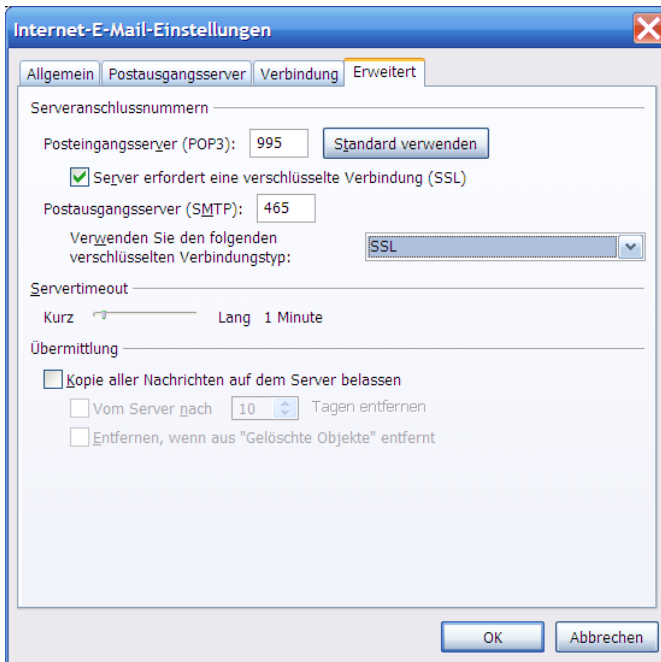 Internet-E-Mail-Einstellungen
Allgemein Postausgangsserver Verbindung Erweitert
Serveranschlussnummern
Posteingangsserver (POP3): 995 Standard verwenden
Server erfordert eine verschlüsselte Verbindung (SSL)
Postausgangsserver (SMTP): 465
Verwenden Sie den folgenden
verschlüsselten Verbindungstyp: SSL
Servertimeout
Kurz Lang 1 Minute
Übermittlung
Kopie aller Nachrichten auf dem Server belassen
Vom Server nach 10 Tagen entfernen
Entfernen, wenn aus "Gelöschte Objekte" entfernt
OK Abbrechen